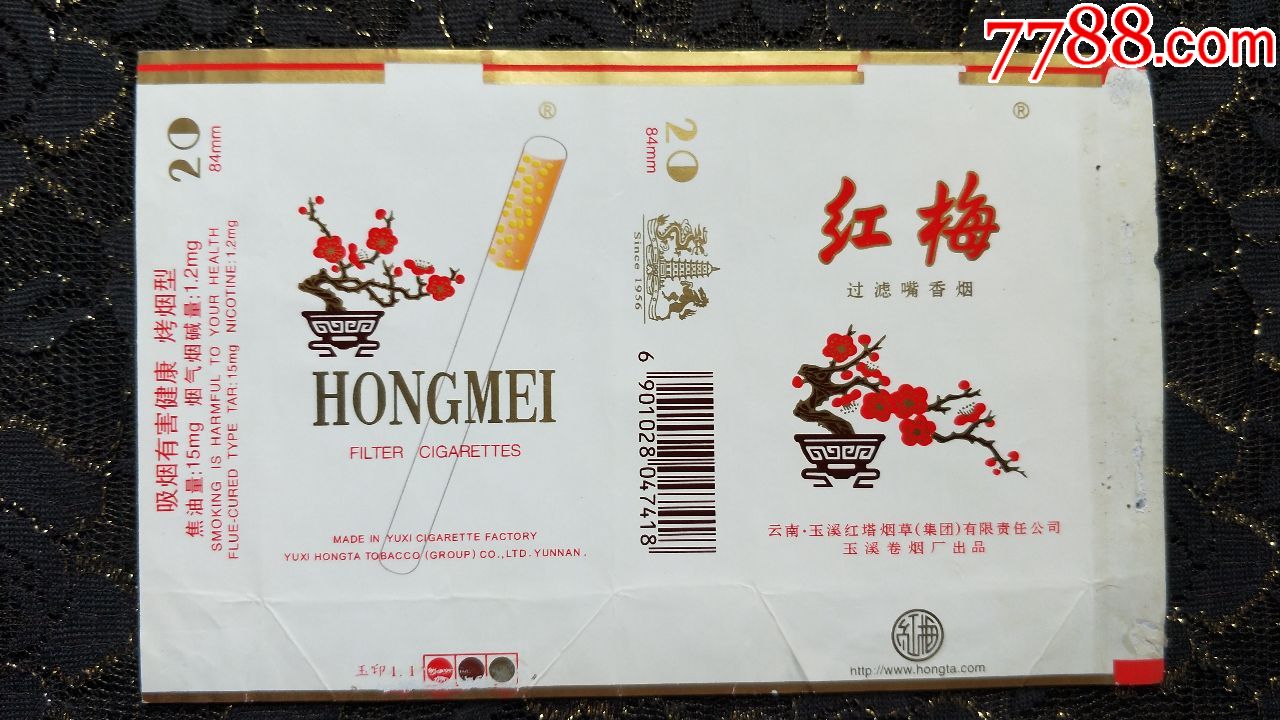 7788.com
20
84mm
吸烟有害健康 烤烟型
焦油量:15mg 烟气烟碱量:1.2mg
SMOKING IS HARMFUL TO YOUR HEALTH
FLUE-CURED TYPE TAR:15mg NICOTINE:1.2mg
®
HONGMEI
FILTER CIGARETTES
MADE IN YUXI CIGARETTE FACTORY
YUXI HONGTA TOBACCO (GROUP) CO.,LTD.YUNNAN.
20
84mm
Since 1956
6 901028 047418
®
红梅
过滤嘴香烟
云南·玉溪红塔烟草(集团)有限责任公司
玉溪卷烟厂出品
红梅
http://www.hongta.com